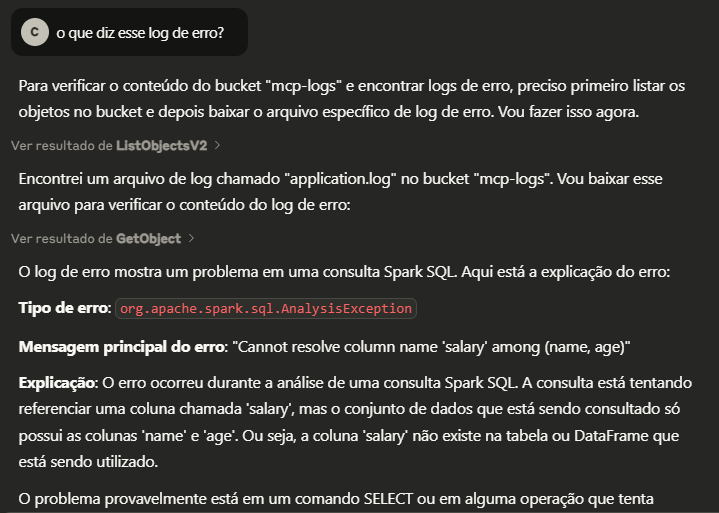 C o que diz esse log de erro?
Para verificar o conteúdo do bucket "mcp-logs" e encontrar logs de erro, preciso primeiro listar os
objetos no bucket e depois baixar o arquivo específico de log de erro. Vou fazer isso agora.
Ver resultado de ListObjectsV2 >
Encontrei um arquivo de log chamado "application.log" no bucket "mcp-logs". Vou baixar esse
arquivo para verificar o conteúdo do log de erro:
Ver resultado de GetObject >
O log de erro mostra um problema em uma consulta Spark SQL. Aqui está a explicação do erro:
Tipo de erro: org.apache.spark.sql.AnalysisException
Mensagem principal do erro: "Cannot resolve column name 'salary' among (name, age)"
Explicação: O erro ocorreu durante a análise de uma consulta Spark SQL. A consulta está tentando
referenciar uma coluna chamada 'salary', mas o conjunto de dados que está sendo consultado só
possui as colunas 'name' e 'age'. Ou seja, a coluna 'salary' não existe na tabela ou DataFrame que
está sendo utilizado.
O problema provavelmente está em um comando SELECT ou em alguma operação que tenta